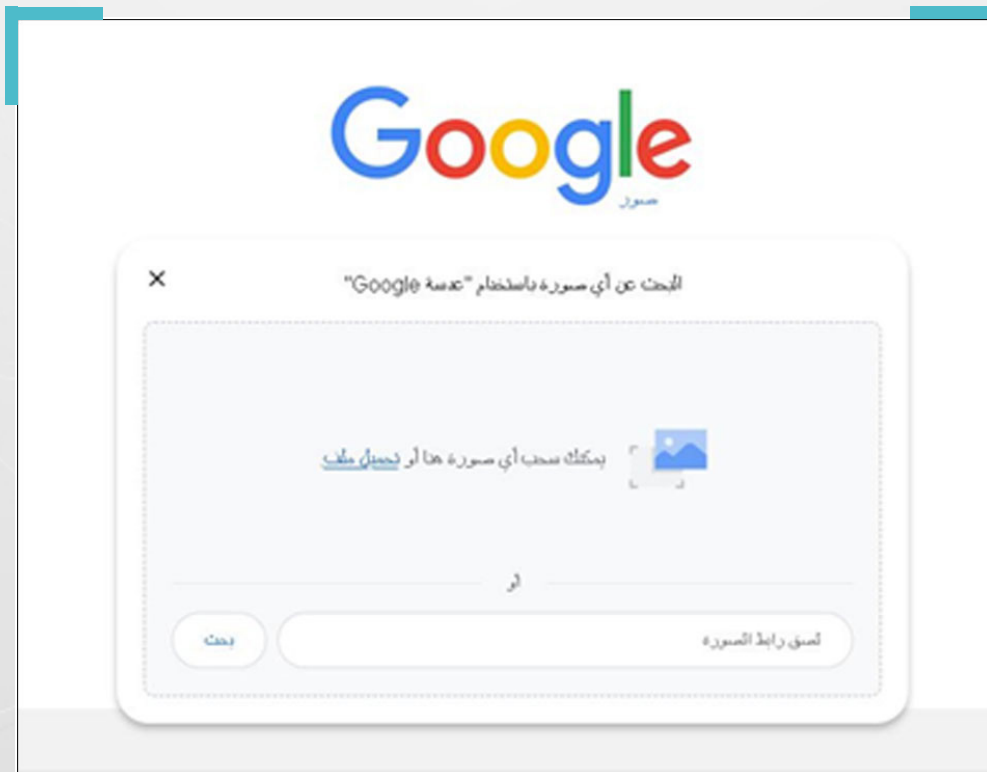 Google
صور
البحث عن أي صورة باستخدام "عدسة Google"
يمكنك سحب أي صورة هنا أو تحميل ملف
أو
لصق رابط الصورة
بحث